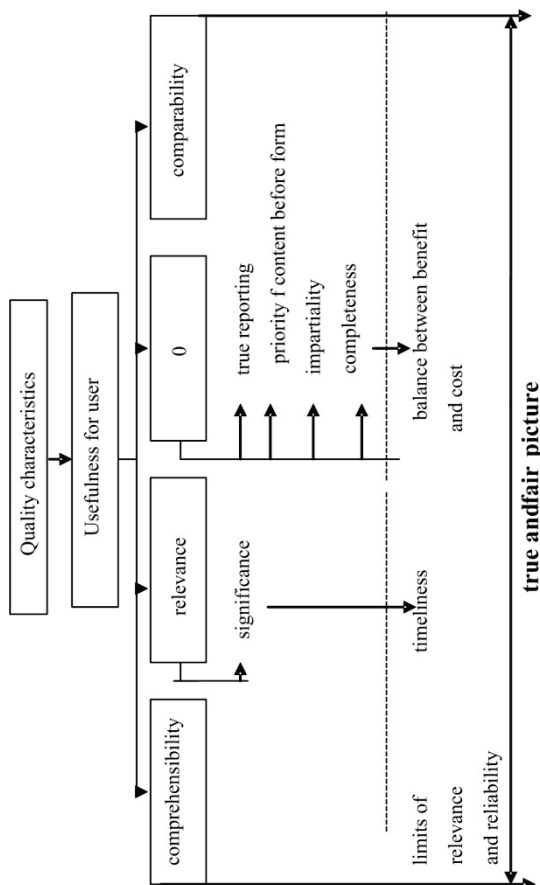 Quality characteristics
Usefulness for user
comprehensibility
relevance
0
comparability
significance
true reporting
priority f content before form
impartiality
completeness
limits of
relevance
and reliability
timeliness
balance between benefit
and cost
true andfair picture